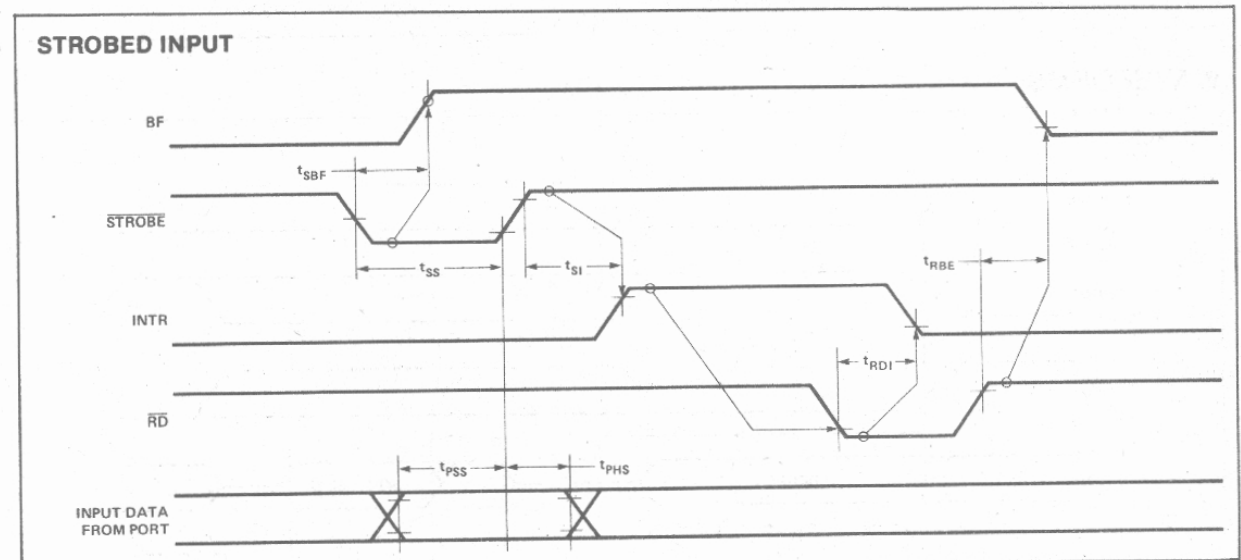 STROBED INPUT
BF
tSBF
STROBE
tSS
tSI
tRBE
INTR
tRDI
RD
tPSS
tPHS
INPUT DATA
FROM PORT